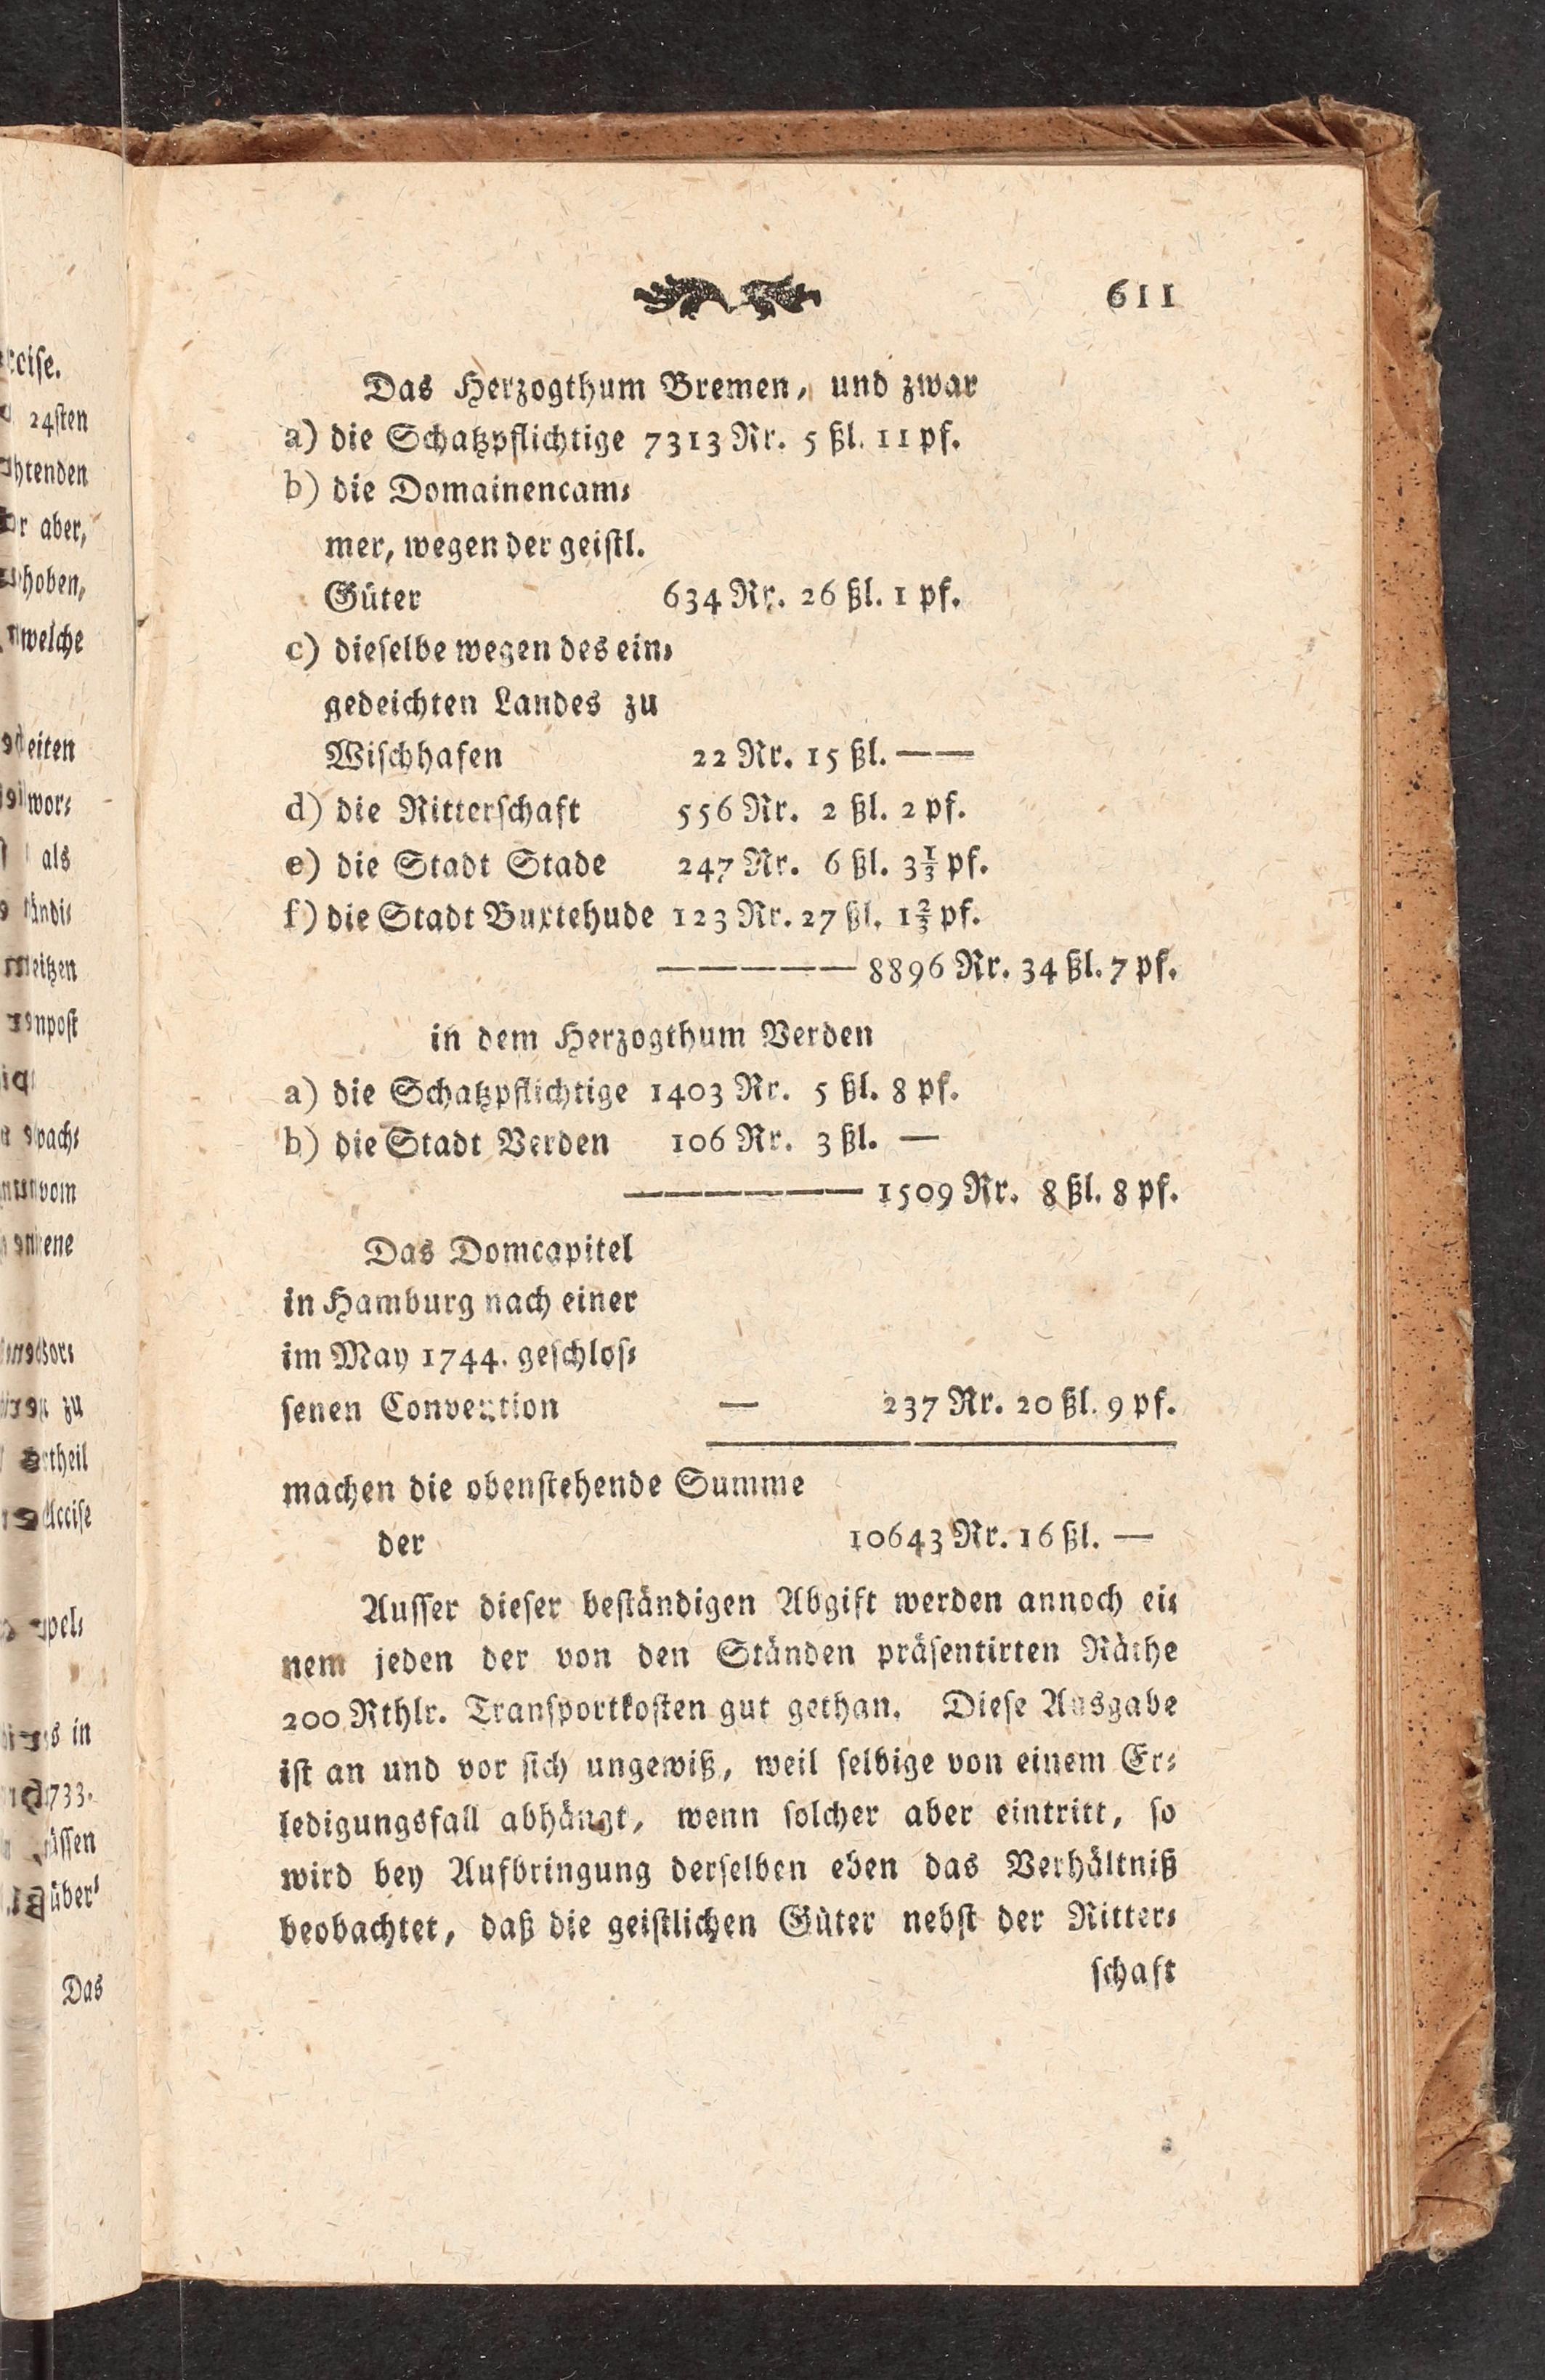 611
Das Herzogthum Bremen, und zwar
a) die Schatzpflichtige 7313 Rr. 5 ßl. 11 pf.
b) die Domainencam⸗
mer, wegen der geistl.
Güter 634 Rr. 26 ßl. 1 pf.
c) dieselbe wegen des ein⸗
gedeichten Landes zu
Wischhafen 22 Rr. 15 ßl. — —
d) die Ritterschaft 556 Rr. 2 ßl. 2 pf.
e) die Stadt Stade 247 Rr. 6 ßl. 3⅓ pf.
f) die Stadt Buxtehude 123 Rr. 27 ßl. 1⅔ pf.
————— 8896 Rr. 34 ßl. 7 pf.
in dem Herzogthum Verden
a) die Schatzpflichtige 1403 Rr. 5 ßl. 8 pf.
b) die Stadt Verden 106 Rr. 3 ßl. —
—————— 1509 Rr. 8 ßl. 8 pf.
Das Domcapitel
in Hamburg nach einer
im May 1744. geschlos⸗
senen Convention — 237 Rr. 20 ßl. 9 pf.
machen die obenstehende Summe
der 10643 Rr. 16 ßl. —
Ausser dieser beständigen Abgift werden annoch ei⸗
nem jeden der von den Ständen präsentirten Räthe
200 Rthlr. Transportkosten gut gethan. Diese Ausgabe
ist an und vor sich ungewiß, weil selbige von einem Er⸗
ledigungsfall abhängt, wenn solcher aber eintritt, so
wird bey Aufbringung derselben eben das Verhältniß
beobachtet, daß die geistlichen Güter nebst der Ritter⸗
schaft
24sten
aber,
welche
als
vom
zu
in
Das